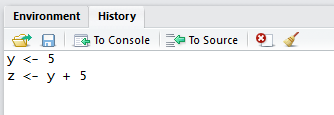 Environment History
To Console To Source
y <- 5
z <- y + 5